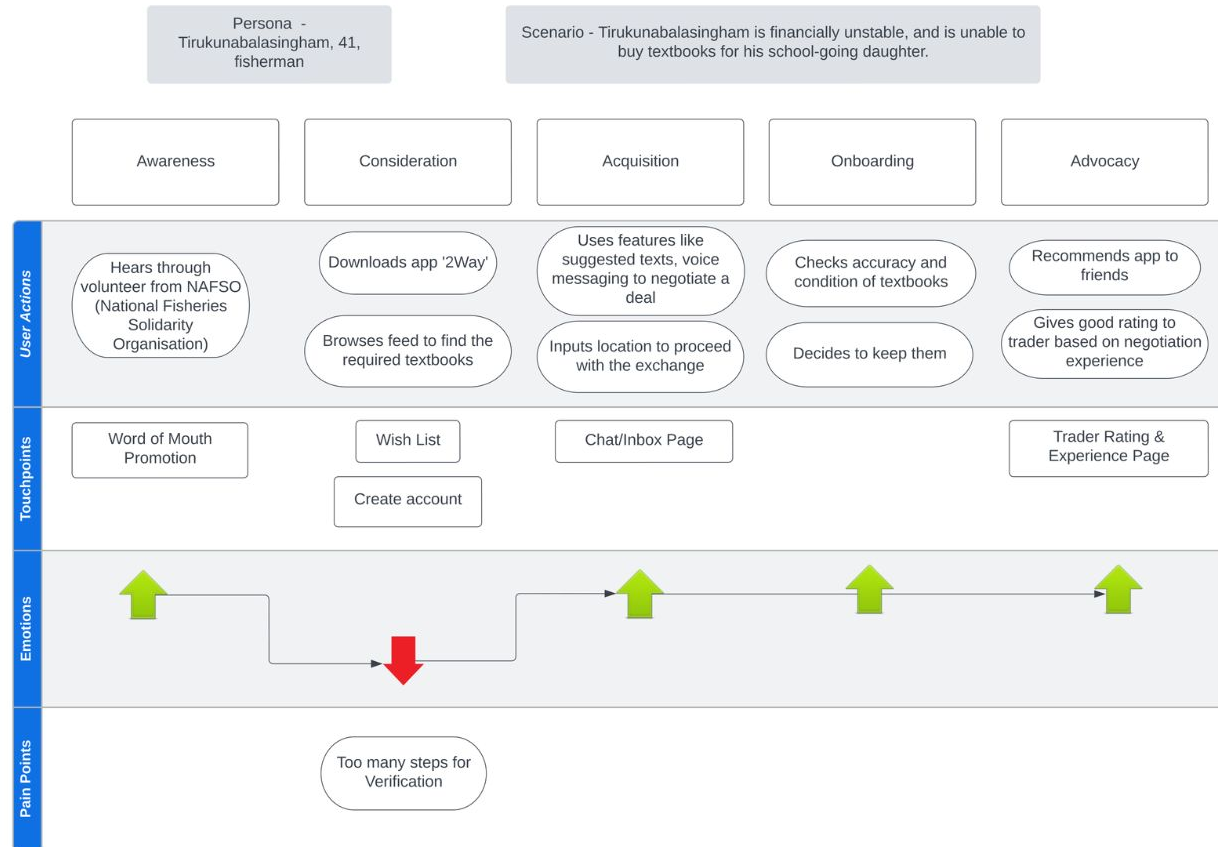 Persona -
Tirukunabalasingham, 41,
fisherman
Scenario - Tirukunabalasingham is financially unstable, and is unable to
buy textbooks for his school-going daughter.
Awareness
Consideration
Acquisition
Onboarding
Advocacy
User Actions
Hears through
volunteer from NAFSO
(National Fisheries
Solidarity
Organisation)
Downloads app '2Way'
Browses feed to find the
required textbooks
Uses features like
suggested texts, voice
messaging to negotiate a
deal
Inputs location to proceed
with the exchange
Checks accuracy and
condition of textbooks
Decides to keep them
Recommends app to
friends
Gives good rating to
trader based on negotiation
experience
Touchpoints
Word of Mouth
Promotion
Wish List
Create account
Chat/Inbox Page
Trader Rating &
Experience Page
Emotions
Pain Points
Too many steps for
Verification